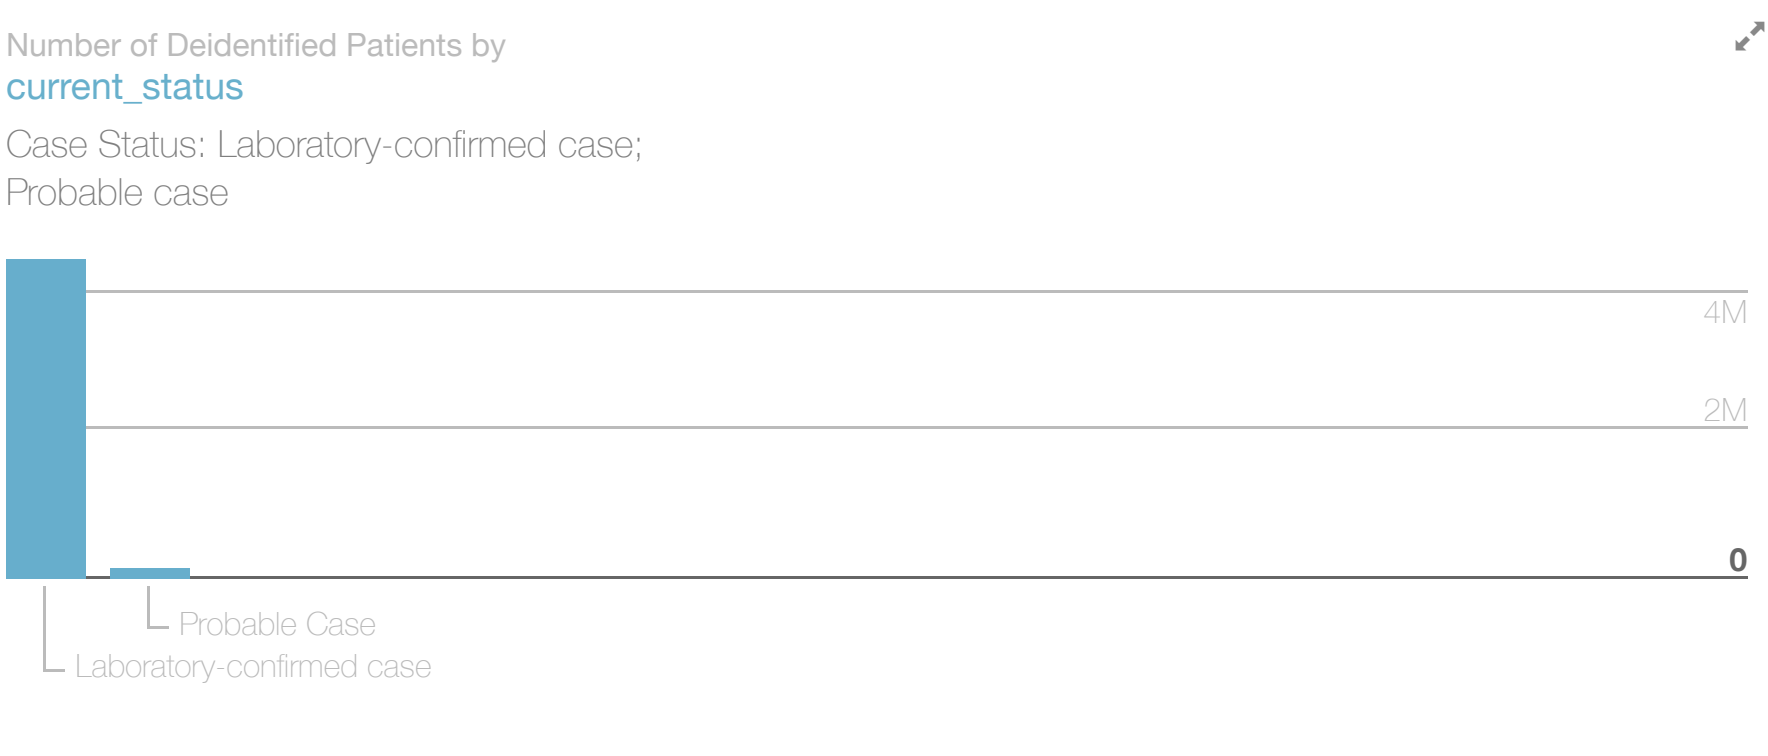 Number of Deidentified Patients by
current_status
Case Status: Laboratory-confirmed case;
Probable case
4M
2M
0
Probable Case
Laboratory-confirmed case